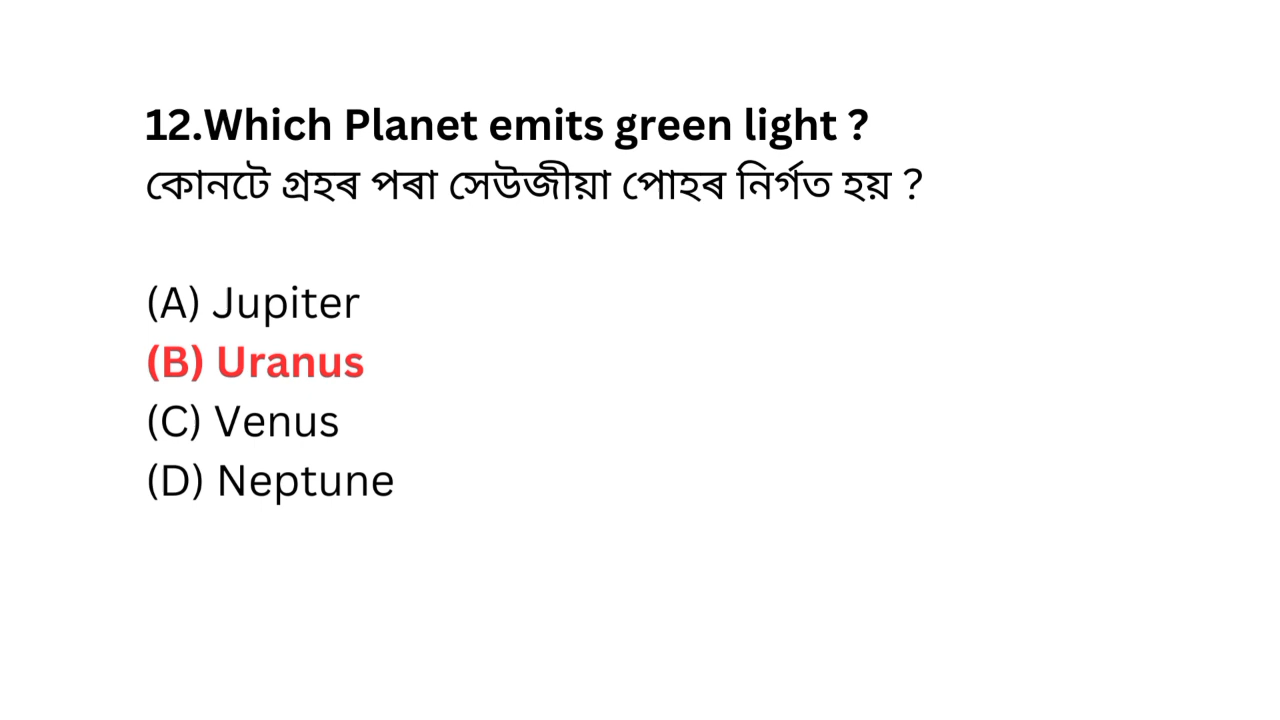 12.Which Planet emits green light ?
কোনটে গ্ৰহৰ পৰা সেউজীয়া পোহৰ নিৰ্গত হয় ?
(A) Jupiter
(B) Uranus
(C) Venus
(D) Neptune